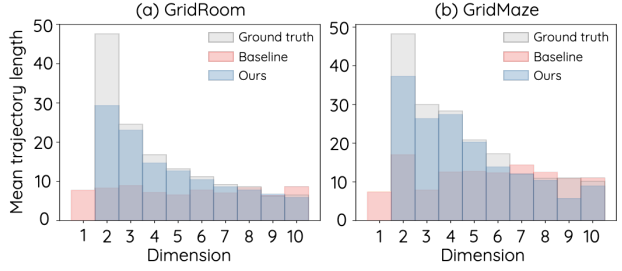 (a) GridRoom
(b) GridMaze
Mean trajectory length
50
40
30
20
10
0
Ground truth
Baseline
Ours
1 2 3 4 5 6 7 8 9 10
Dimension
50
40
30
20
10
0
Ground truth
Baseline
Ours
1 2 3 4 5 6 7 8 9 10
Dimension